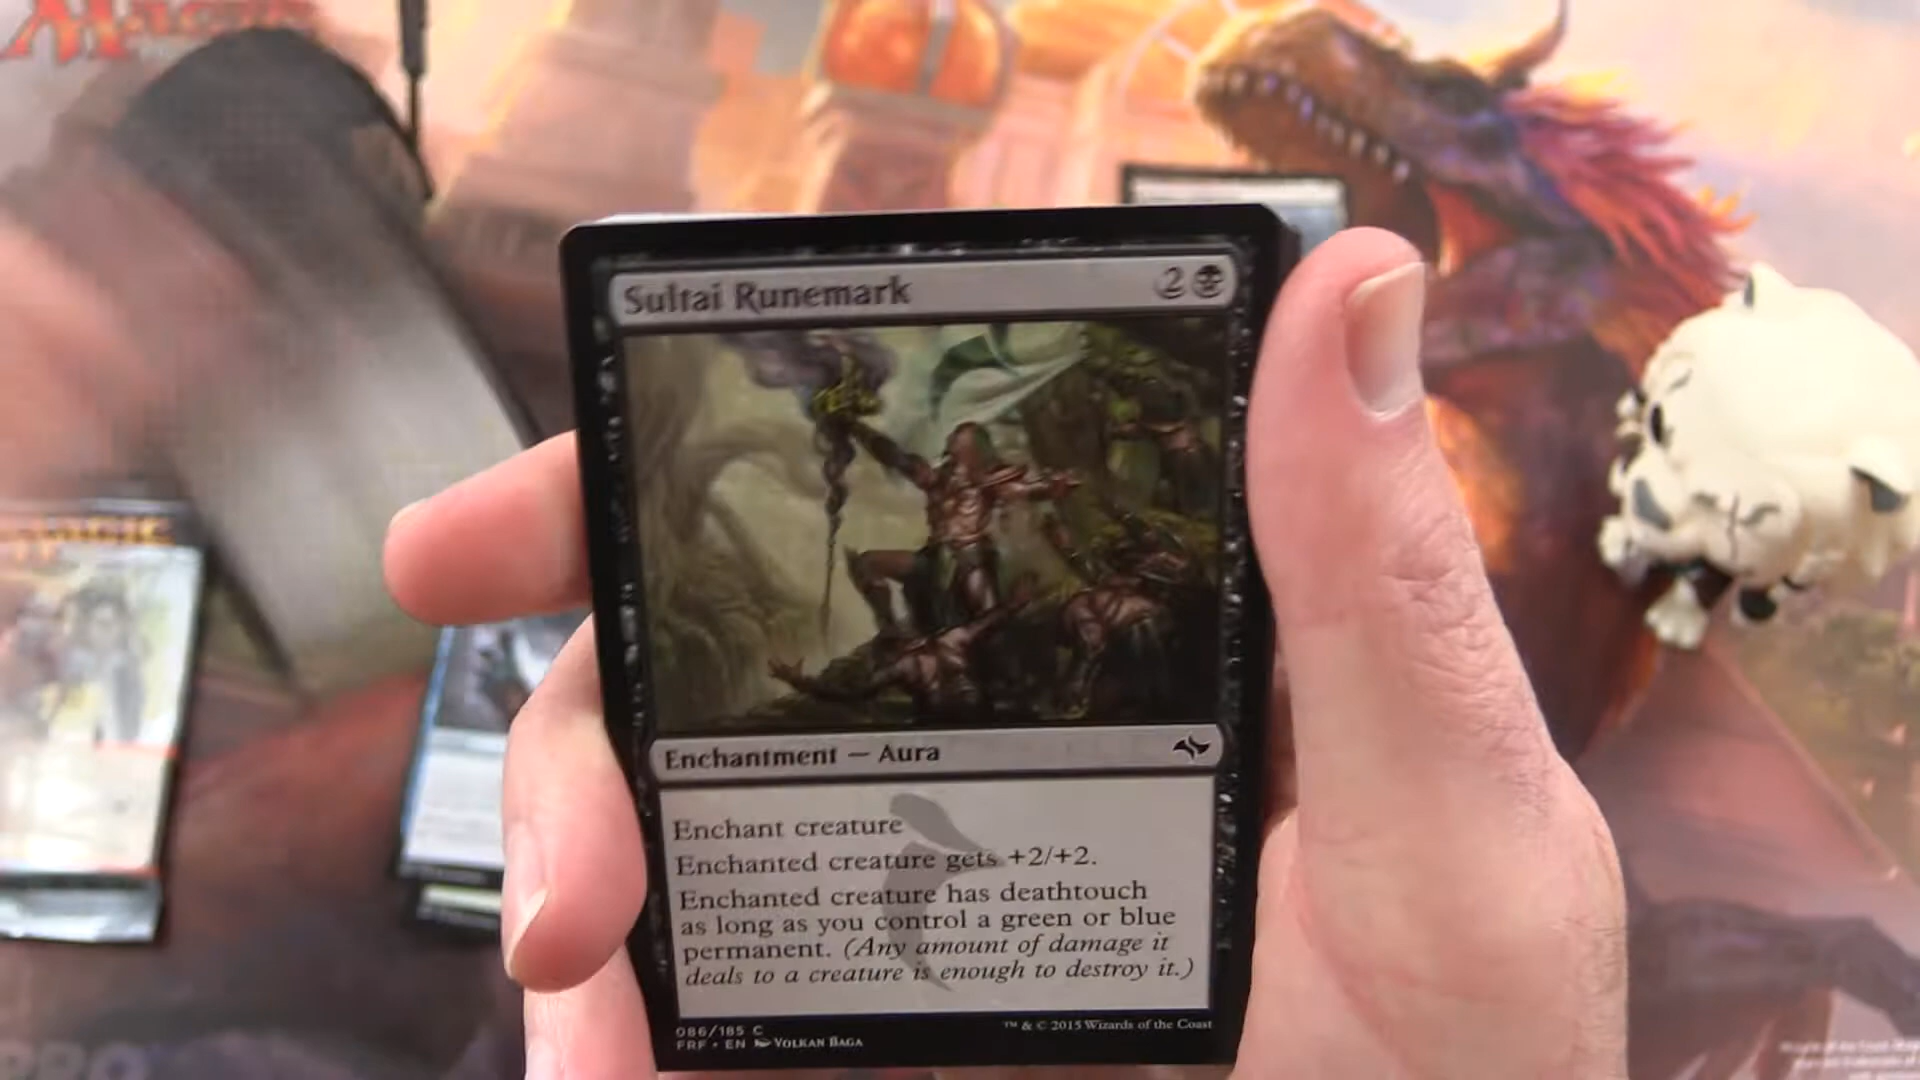 Magic
Sultai Runemark 2
MAGIC
Enchantment — Aura
Enchant creature
Enchanted creature gets +2/+2.
Enchanted creature has deathtouch
as long as you control a green or blue
permanent. (Any amount of damage it
deals to a creature is enough to destroy it.)
086/185 C
FRF • EN VOLKAN BAGA
™ & © 2015 Wizards of the Coast